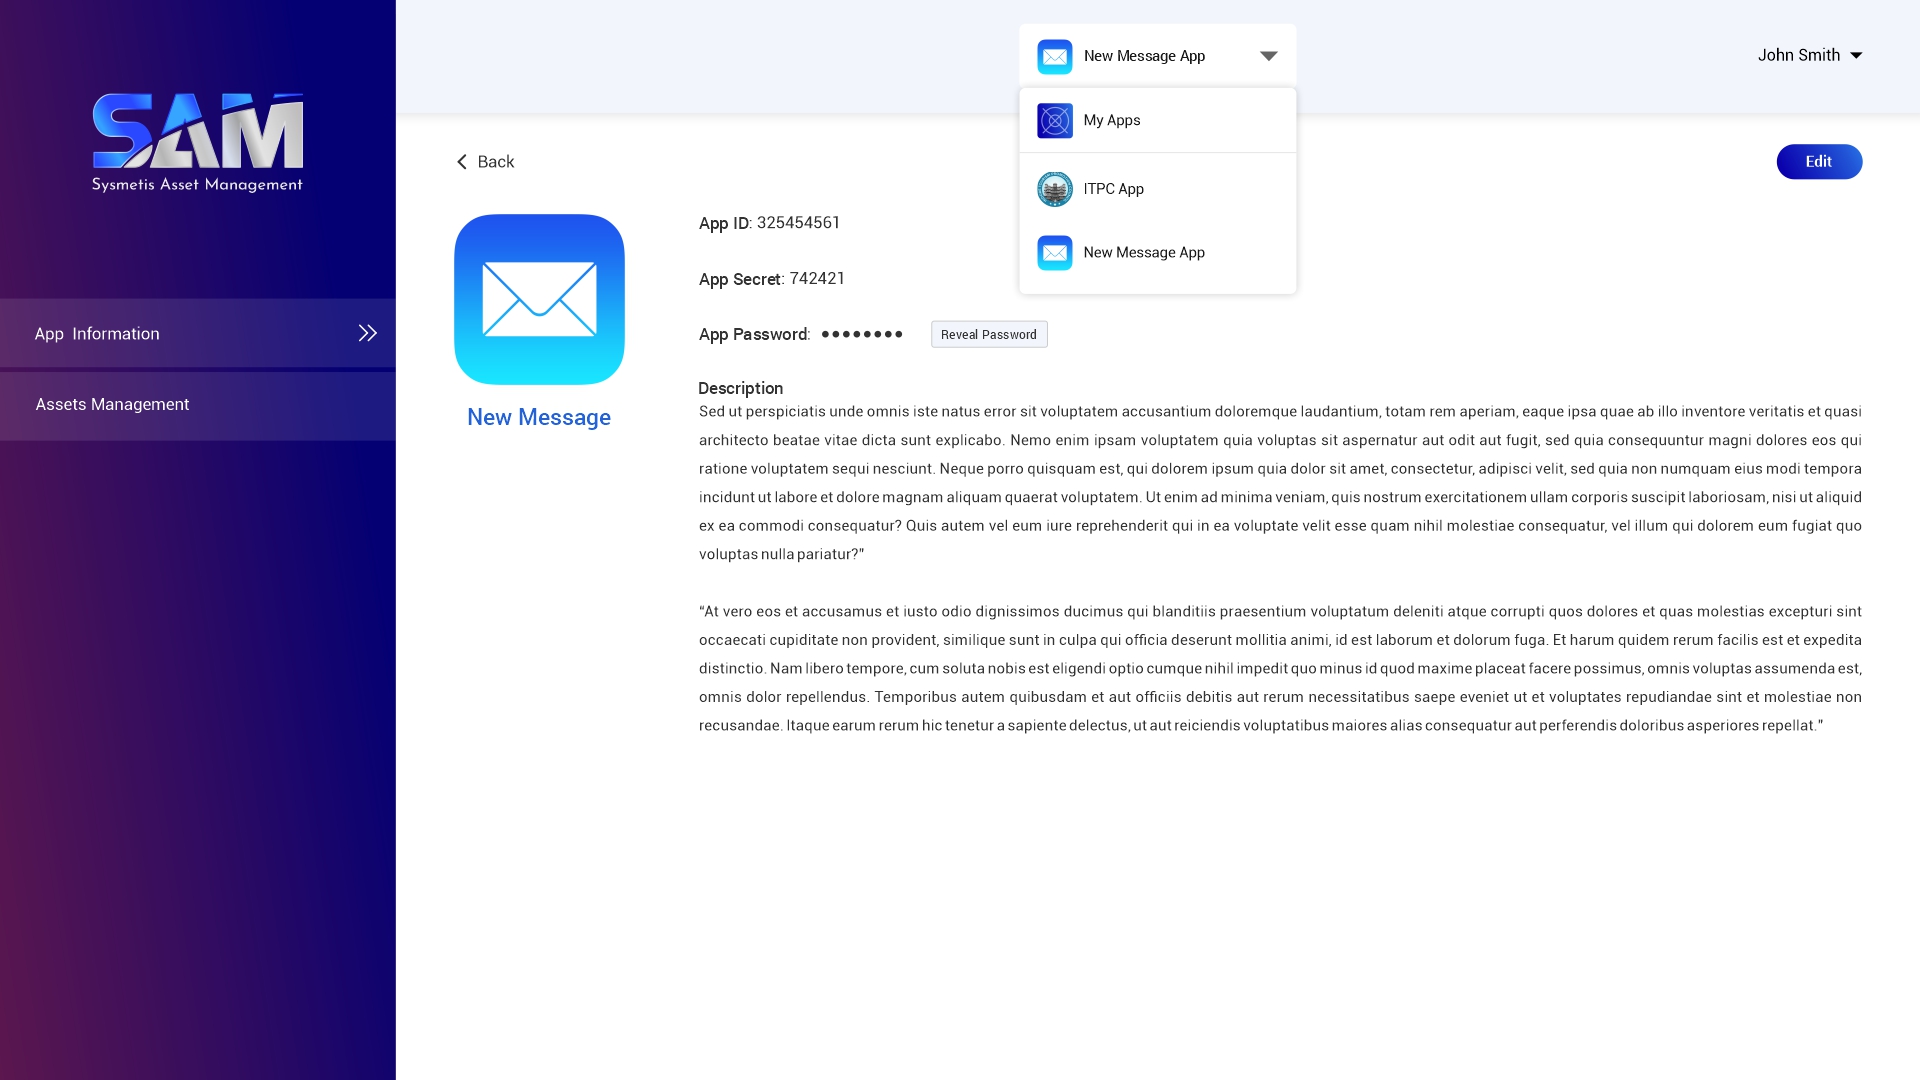 SAM
Sysmetis Asset Management
App Information
Assets Management
New Message App
My Apps
ITPC App
New Message App
John Smith
Back
Edit
New Message
App ID: 325454561
App Secret: 742421
App Password: ●●●●●●●●
Reveal Password
Description
Sed ut perspiciatis unde omnis iste natus error sit voluptatem accusantium doloremque laudantium, totam rem aperiam, eaque ipsa quae ab illo inventore veritatis et quasi
architecto beatae vitae dicta sunt explicabo. Nemo enim ipsam voluptatem quia voluptas sit aspernatur aut odit aut fugit, sed quia consequuntur magni dolores eos qui
ratione voluptatem sequi nesciunt. Neque porro quisquam est, qui dolorem ipsum quia dolor sit amet, consectetur, adipisci velit, sed quia non numquam eius modi tempora
incidunt ut labore et dolore magnam aliquam quaerat voluptatem. Ut enim ad minima veniam, quis nostrum exercitationem ullam corporis suscipit laboriosam, nisi ut aliquid
ex ea commodi consequatur? Quis autem vel eum iure reprehenderit qui in ea voluptate velit esse quam nihil molestiae consequatur, vel illum qui dolorem eum fugiat quo
voluptas nulla pariatur?"
“At vero eos et accusamus et iusto odio dignissimos ducimus qui blanditiis praesentium voluptatum deleniti atque corrupti quos dolores et quas molestias excepturi sint
occaecati cupiditate non provident, similique sunt in culpa qui officia deserunt mollitia animi, id est laborum et dolorum fuga. Et harum quidem rerum facilis est et expedita
distinctio. Nam libero tempore, cum soluta nobis est eligendi optio cumque nihil impedit quo minus id quod maxime placeat facere possimus, omnis voluptas assumenda est,
omnis dolor repellendus. Temporibus autem quibusdam et aut officiis debitis aut rerum necessitatibus saepe eveniet ut et voluptates repudiandae sint et molestiae non
recusandae. Itaque earum rerum hic tenetur a sapiente delectus, ut aut reiciendis voluptatibus maiores alias consequatur aut perferendis doloribus asperiores repellat."